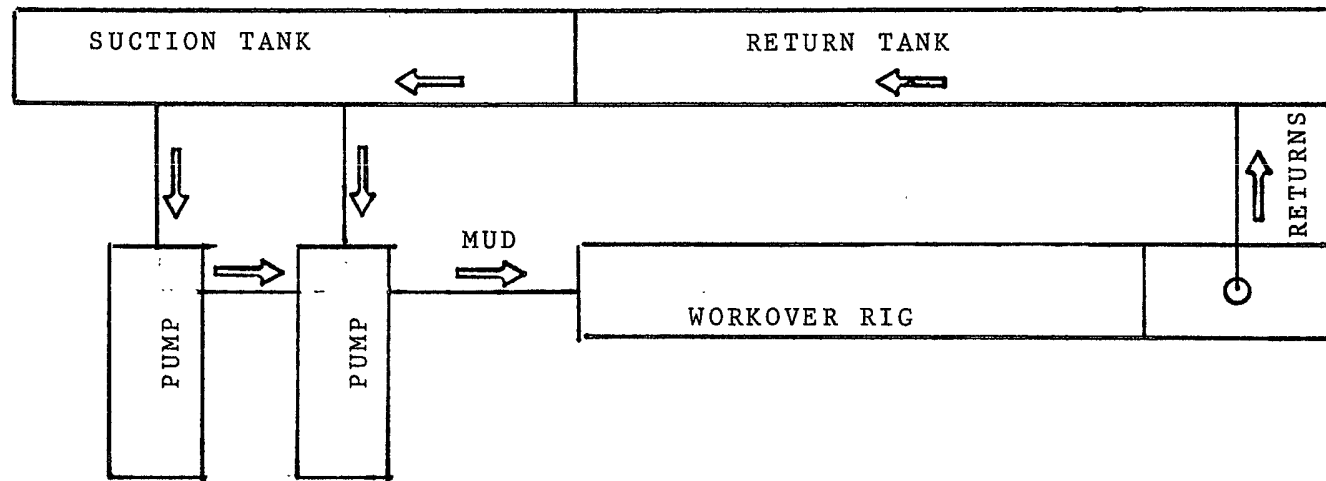 SUCTION TANK
RETURN TANK
RETURNS
MUD
PUMP
PUMP
WORKOVER RIG